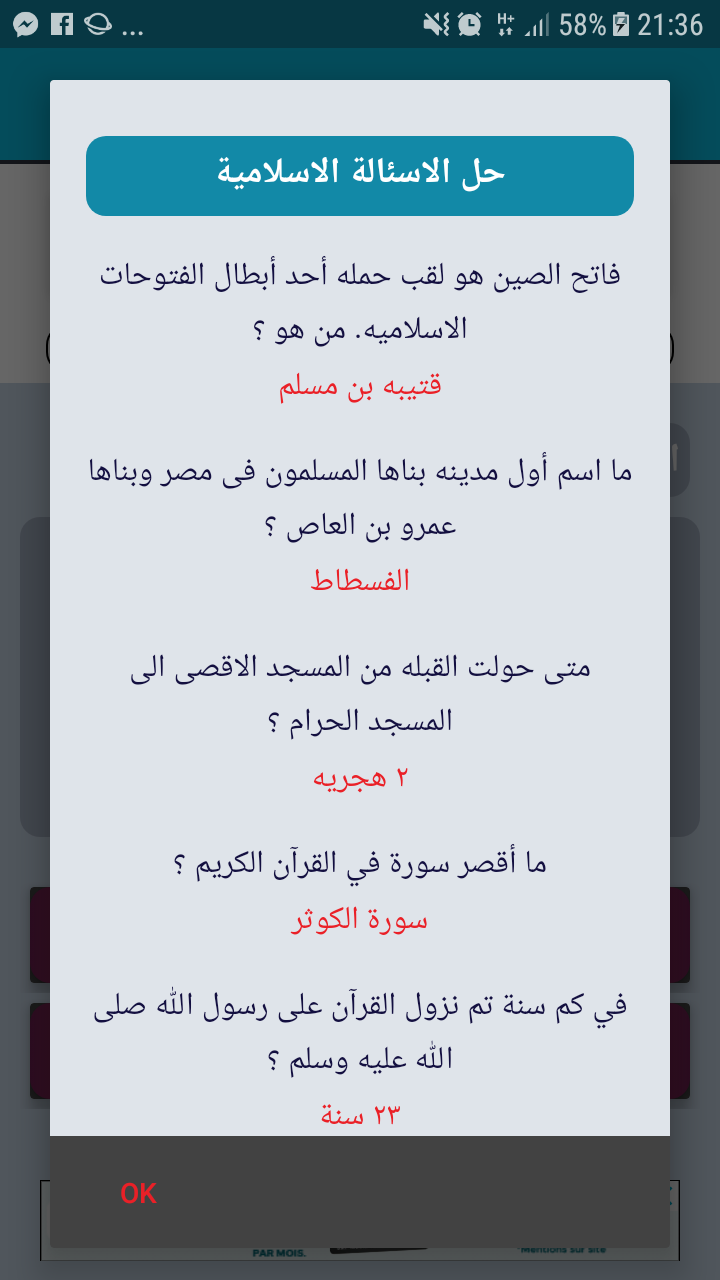 ... H+ 58% 21:36
حل الاسئالة الاسلامية
فاتح الصين هو لقب حمله أحد أبطال الفتوحات
الاسلاميه. من هو ؟
قتيبه بن مسلم
ما اسم أول مدينه بناها المسلمون فى مصر وبناها
عمرو بن العاص ؟
الفسطاط
متى حولت القبله من المسجد الاقصى الى
المسجد الحرام ؟
٢ هجريه
ما أقصر سورة في القرآن الكريم ؟
سورة الكوثر
في كم سنة تم نزول القرآن على رسول الله صلى
الله عليه وسلم ؟
٢٣ سنة
OK
PAR MOIS. *Mentions sur site